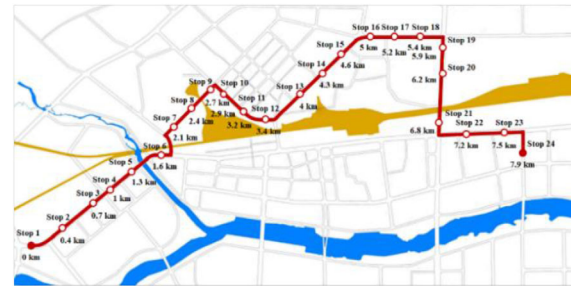 Stop 1
0 km
Stop 2
0.4 km
Stop 3
0.7 km
Stop 4
1 km
Stop 5
1.3 km
Stop 6
1.6 km
Stop 7
2.1 km
Stop 8
2.4 km
Stop 9
2.7 km
Stop 10
2.9 km
Stop 11
3.2 km
Stop 12
3.4 km
Stop 13
4 km
Stop 14
4.3 km
Stop 15
4.6 km
Stop 16
5 km
Stop 17
5.2 km
Stop 18
5.4 km
Stop 19
5.9 km
Stop 20
6.2 km
Stop 21
6.8 km
Stop 22
7.2 km
Stop 23
7.5 km
Stop 24
7.9 km